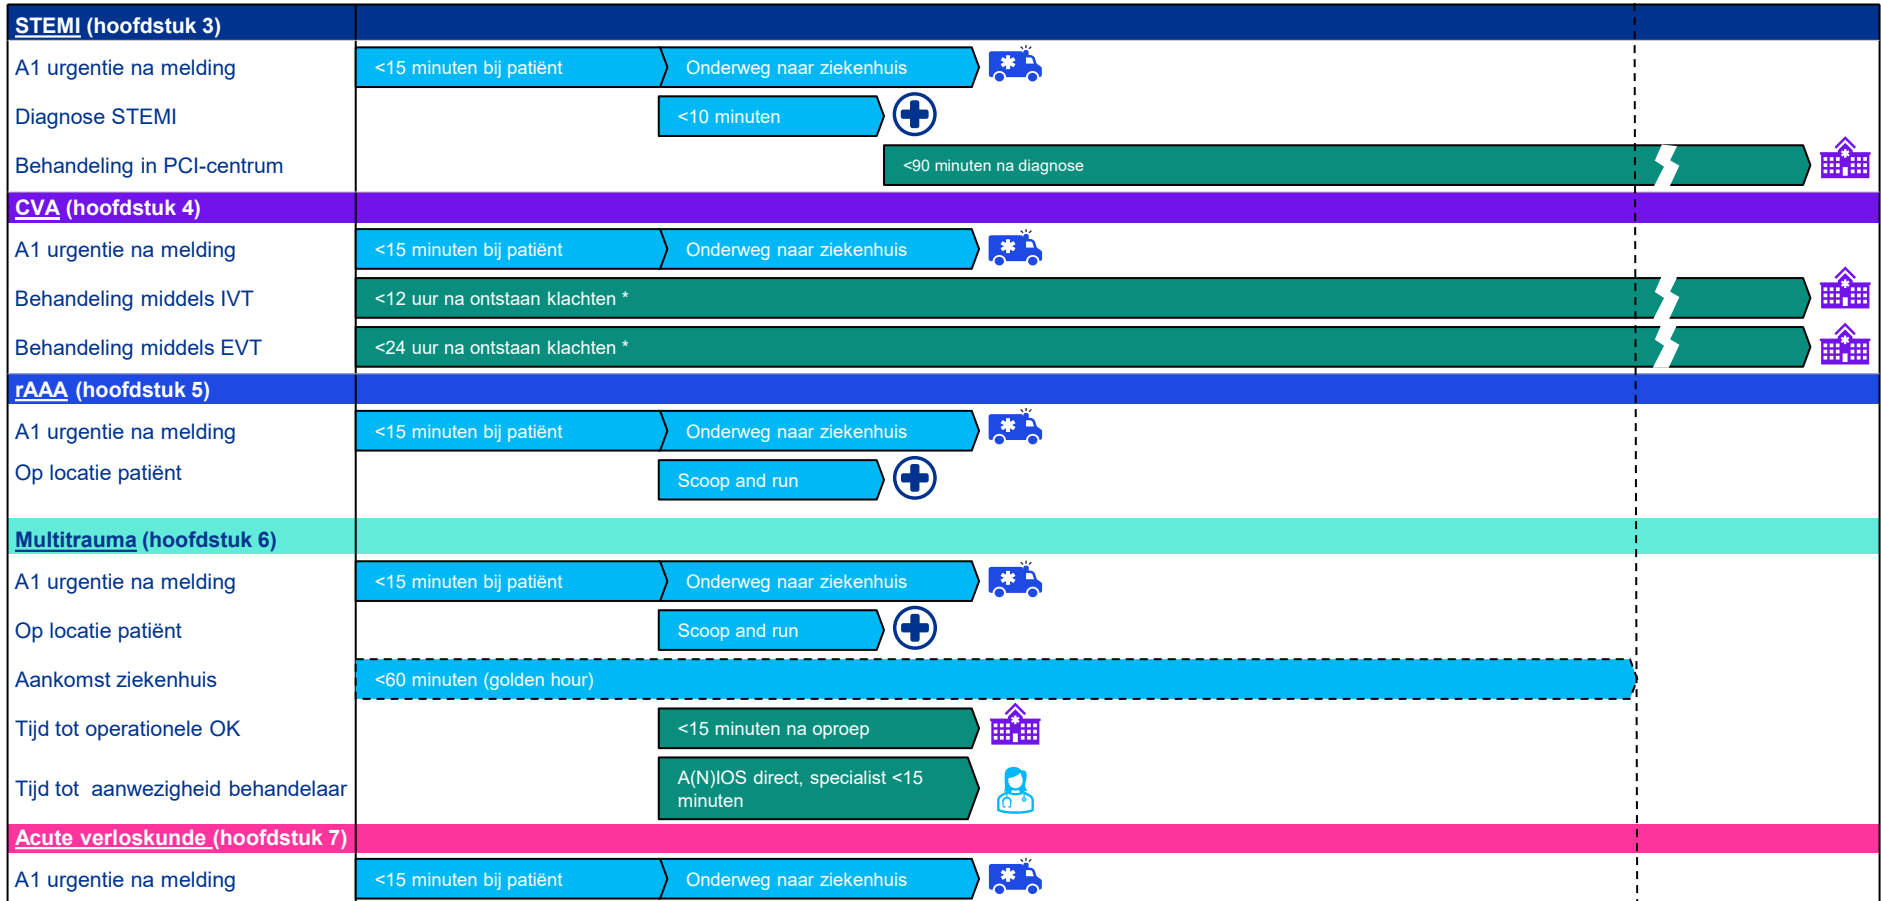 STEMI (hoofdstuk 3)
A1 urgentie na melding
<15 minuten bij patiënt
Onderweg naar ziekenhuis
Diagnose STEMI
<10 minuten
Behandeling in PCI-centrum
<90 minuten na diagnose
CVA (hoofdstuk 4)
A1 urgentie na melding
<15 minuten bij patiënt
Onderweg naar ziekenhuis
Behandeling middels IVT
<12 uur na ontstaan klachten *
Behandeling middels EVT
<24 uur na ontstaan klachten *
rAAA (hoofdstuk 5)
A1 urgentie na melding
<15 minuten bij patiënt
Onderweg naar ziekenhuis
Op locatie patiënt
Scoop and run
Multitrauma (hoofdstuk 6)
A1 urgentie na melding
<15 minuten bij patiënt
Onderweg naar ziekenhuis
Op locatie patiënt
Scoop and run
Aankomst ziekenhuis
<60 minuten (golden hour)
Tijd tot operationele OK
<15 minuten na oproep
Tijd tot aanwezigheid behandelaar
A(N)IOS direct, specialist <15
minuten
Acute verloskunde (hoofdstuk 7)
A1 urgentie na melding
<15 minuten bij patiënt
Onderweg naar ziekenhuis